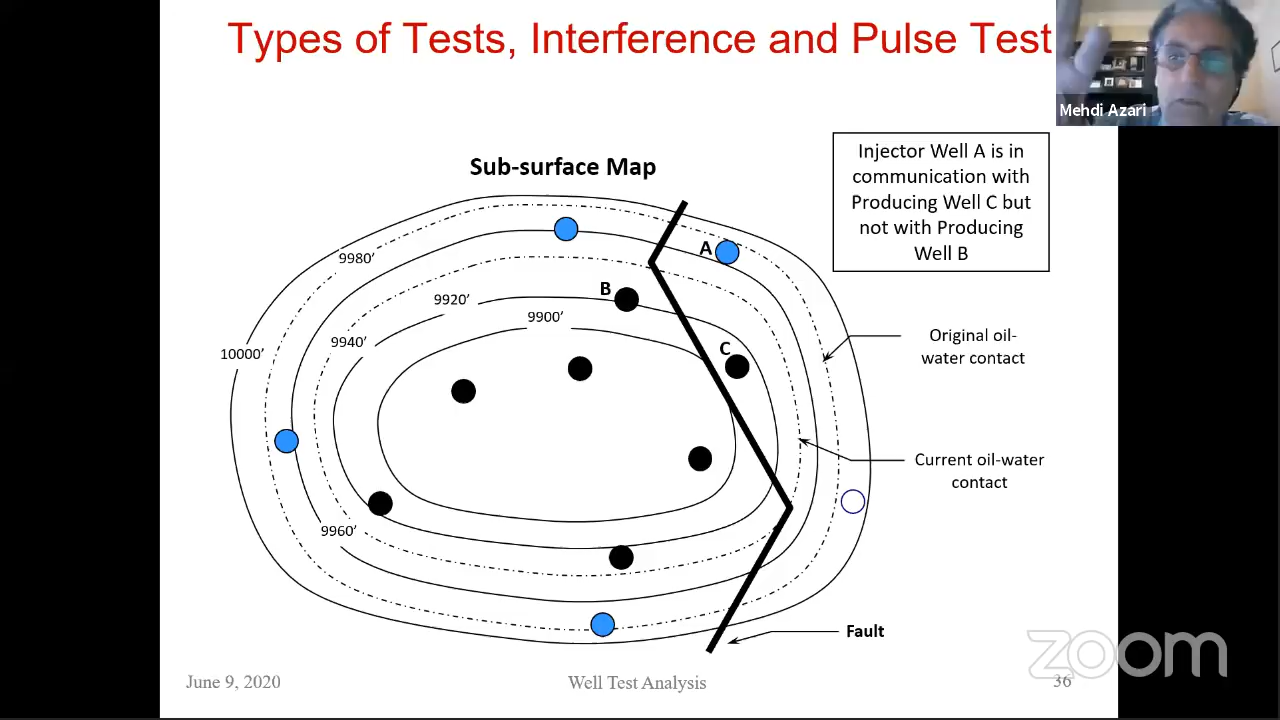 Types of Tests, Interference and Pulse Test
Mehdi Azari
Sub-surface Map
Injector Well A is in
communication with
Producing Well C but
not with Producing
Well B
A
9980'
B
9920'
9900'
Original oil-
water contact
9940'
C
10000'
Current oil-water
contact
9960'
Fault
June 9, 2020
Well Test Analysis
36
zoom